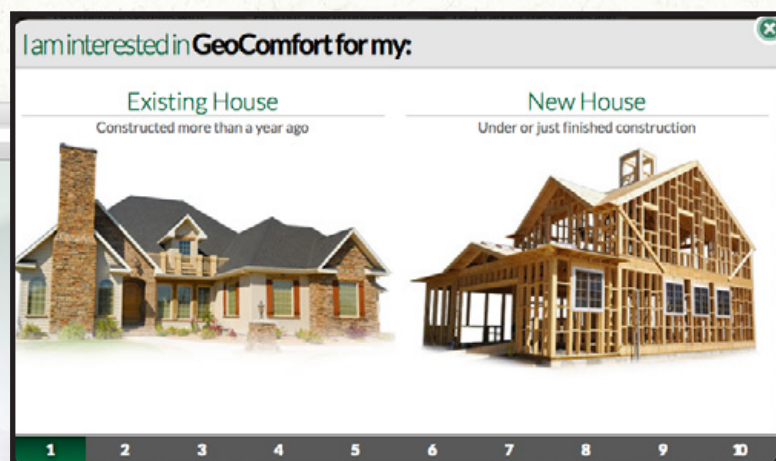 I am interested in GeoComfort for my:
Existing House
Constructed more than a year ago
New House
Under or just finished construction
1 2 3 4 5 6 7 8 9 10